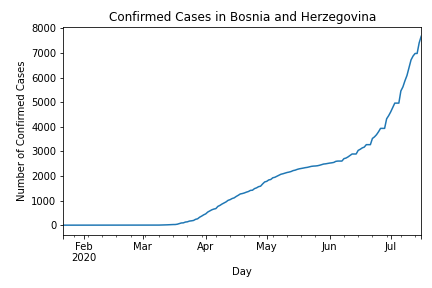 Confirmed Cases in Bosnia and Herzegovina
8000
7000
6000
5000
4000
3000
2000
1000
0
Number of Confirmed Cases
Feb Mar Apr May Jun Jul
2020
Day